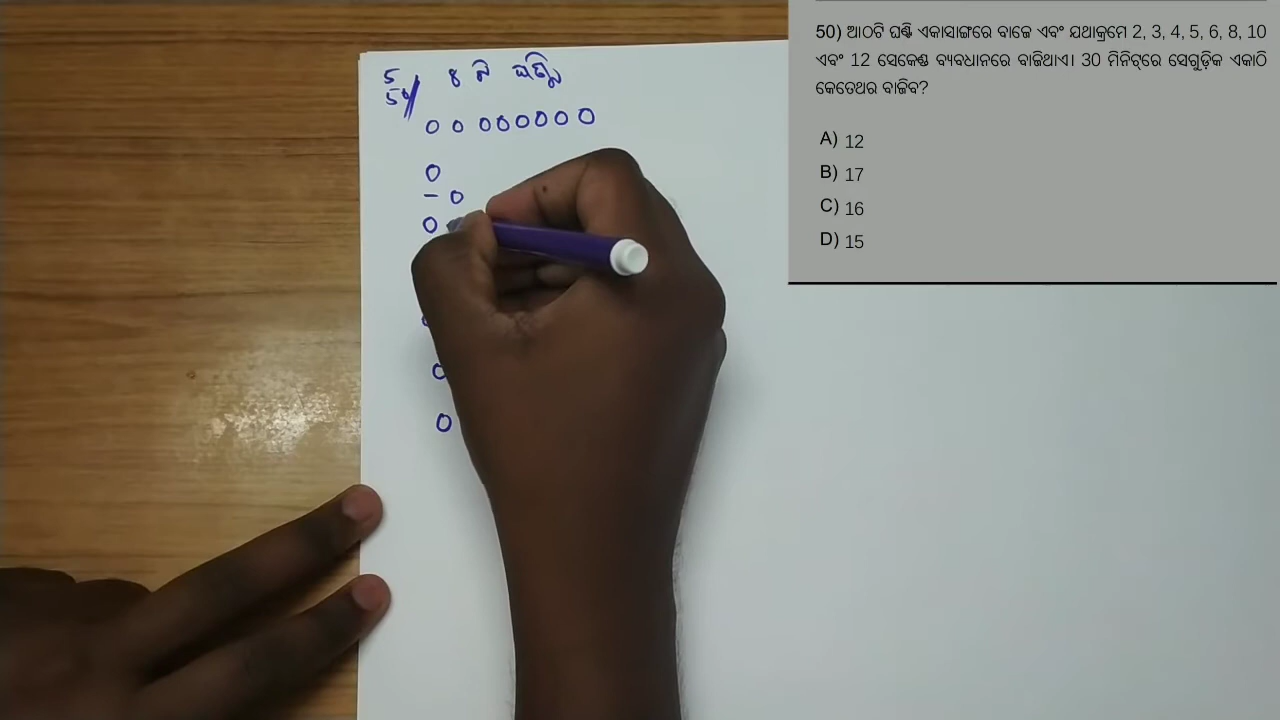 50) ଆଠଟି ଘଣ୍ଟି ଏକାସାଙ୍ଗରେ ବାଜେ ଏବଂ ଯଥାକ୍ରମେ 2, 3, 4, 5, 6, 8, 10
ଏବଂ 12 ସେକେଣ୍ଡ ବ୍ୟବଧାନରେ ବାଜିଥାଏ। 30 ମିନିଟ୍‌ରେ ସେଗୁଡ଼ିକ ଏକାଠି
କେତେଥର ବାଜିବ?
A) 12
B) 17
C) 16
D) 15
5
8 ଟି ଘଣ୍ଟି
0 0 0 0 0 0 0 0
0
– 0
0
0
0